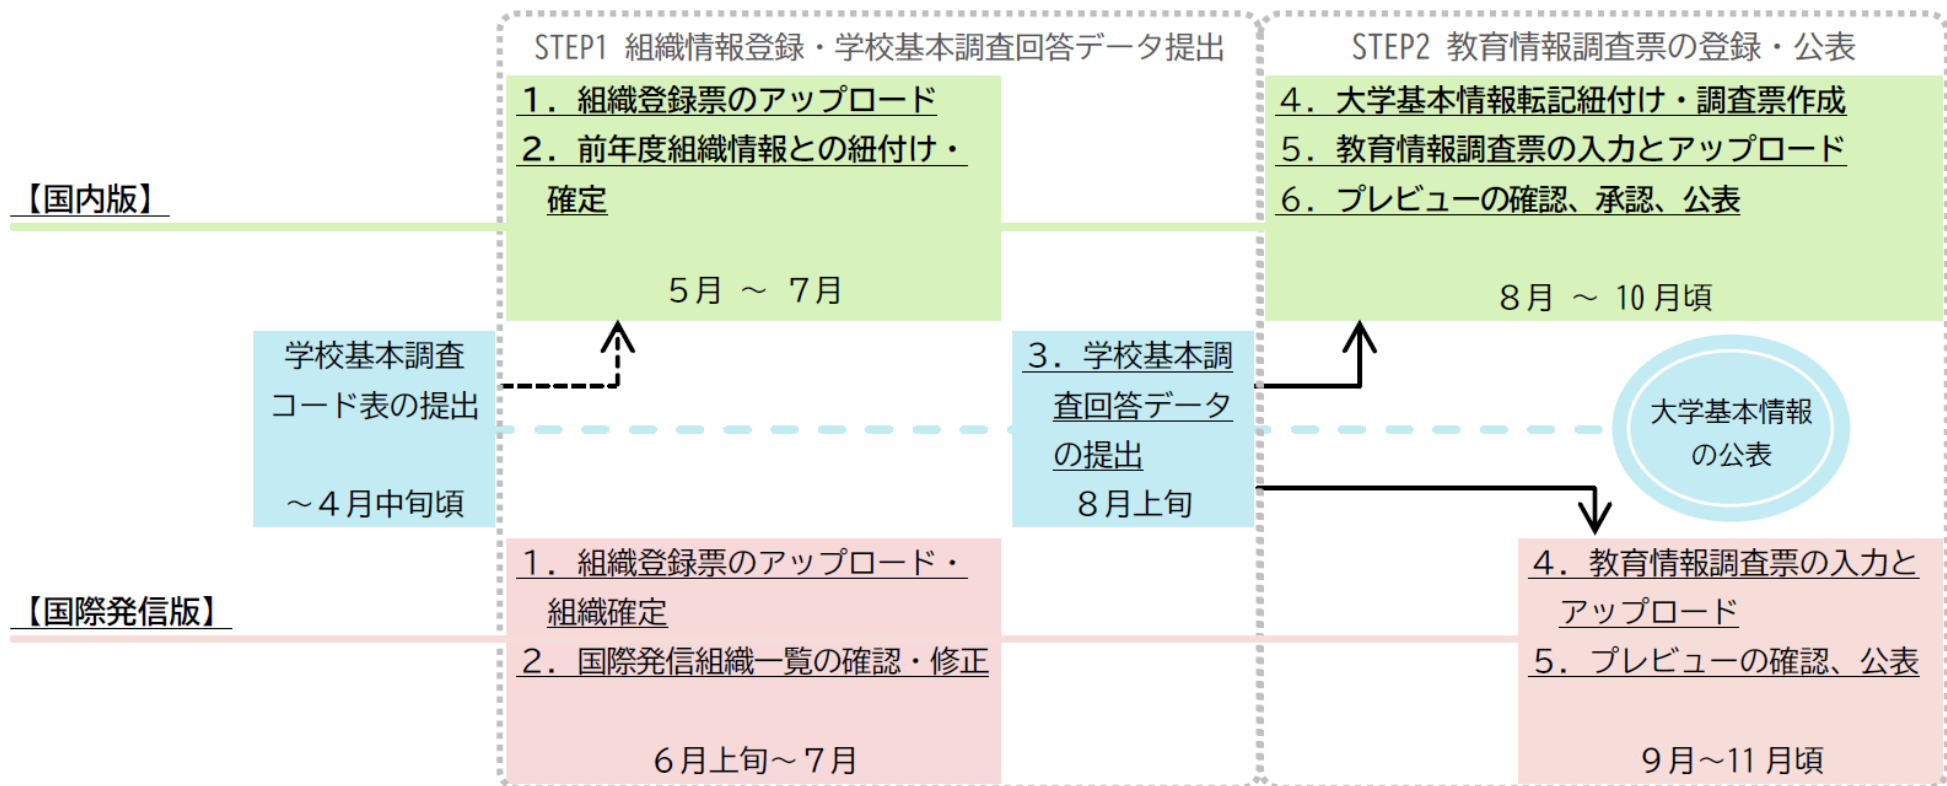 STEP1 組織情報登録・学校基本調査回答データ提出
STEP2 教育情報調査票の登録・公表
【国内版】
１．組織登録票のアップロード
２．前年度組織情報との紐付け・
確定
５月 ～ ７月
４．大学基本情報転記紐付け・調査票作成
５．教育情報調査票の入力とアップロード
６．プレビューの確認、承認、公表
８月 ～ 10月頃
学校基本調査
コード表の提出
～４月中旬頃
３．学校基本調
査回答データ
の提出
８月上旬
大学基本情報
の公表
【国際発信版】
１．組織登録票のアップロード・
組織確定
２．国際発信組織一覧の確認・修正
６月上旬～７月
４．教育情報調査票の入力と
アップロード
５．プレビューの確認、公表
９月～11月頃